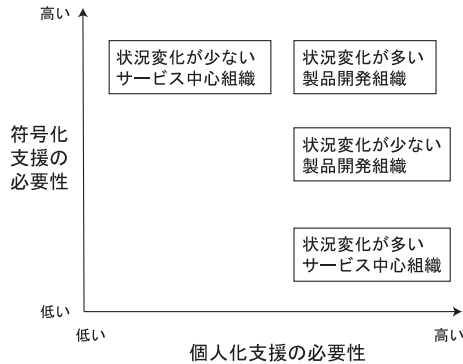 高い
状況変化が少ない
サービス中心組織
状況変化が多い
製品開発組織
符号化
支援の
必要性
状況変化が少ない
製品開発組織
状況変化が多い
サービス中心組織
低い
低い
高い
個人化支援の必要性